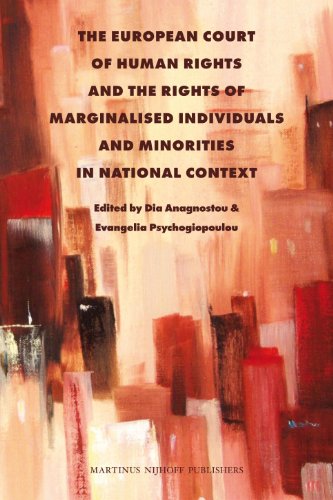 THE EUROPEAN COURT
OF HUMAN RIGHTS
AND THE RIGHTS OF
MARGINALISED INDIVIDUALS
AND MINORITIES
IN NATIONAL CONTEXT
Edited by Dia Anagnostou &
Evangelia Psychogiopoulou
MARTINUS NIJHOFF PUBLISHERS